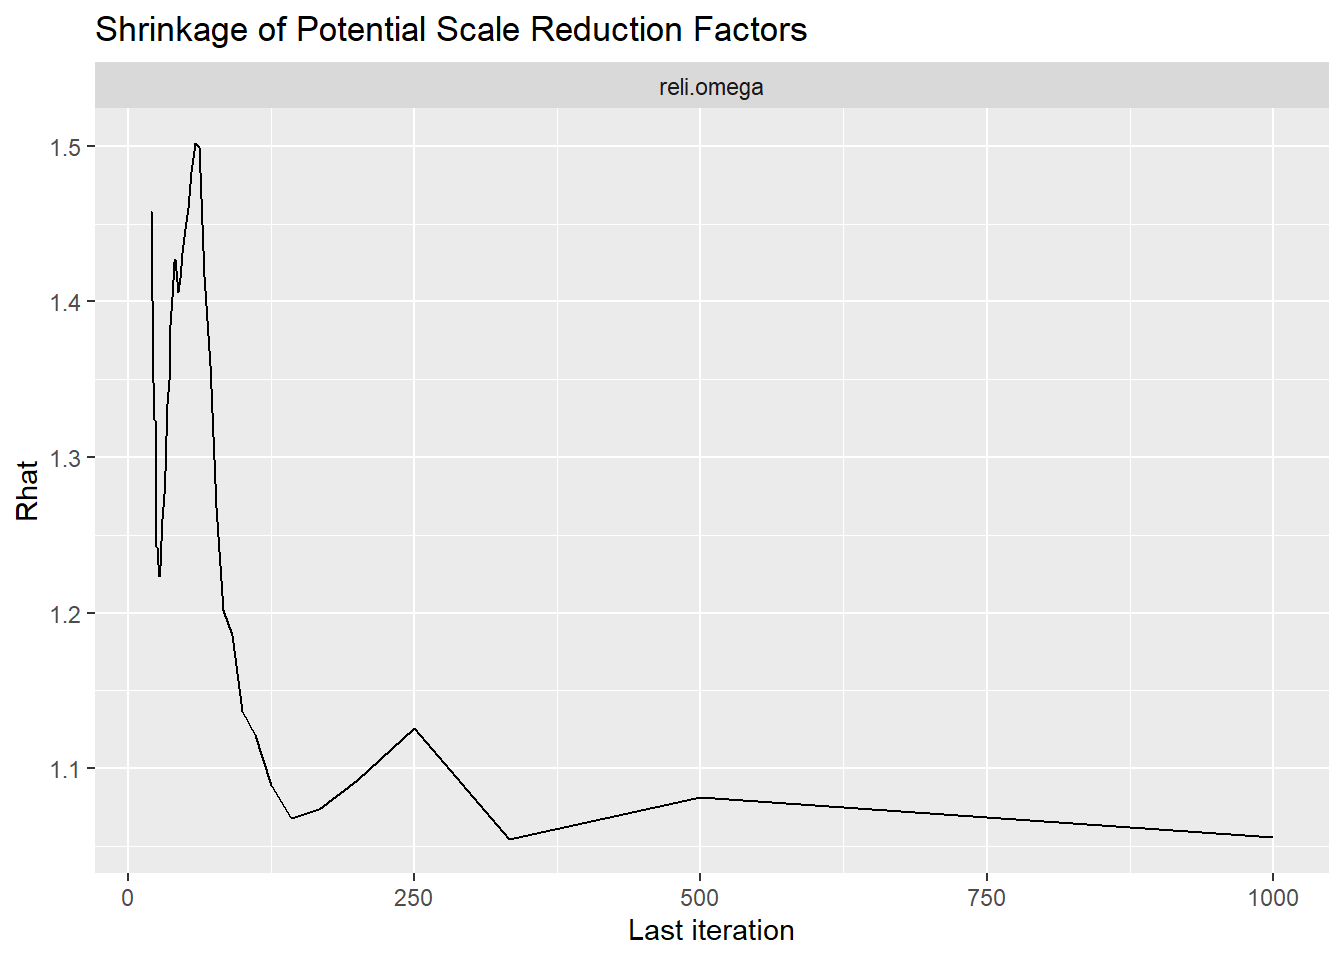 Shrinkage of Potential Scale Reduction Factors
reli.omega
1.5
1.4
1.3
1.2
1.1
Rhat
0 250 500 750 1000
Last iteration